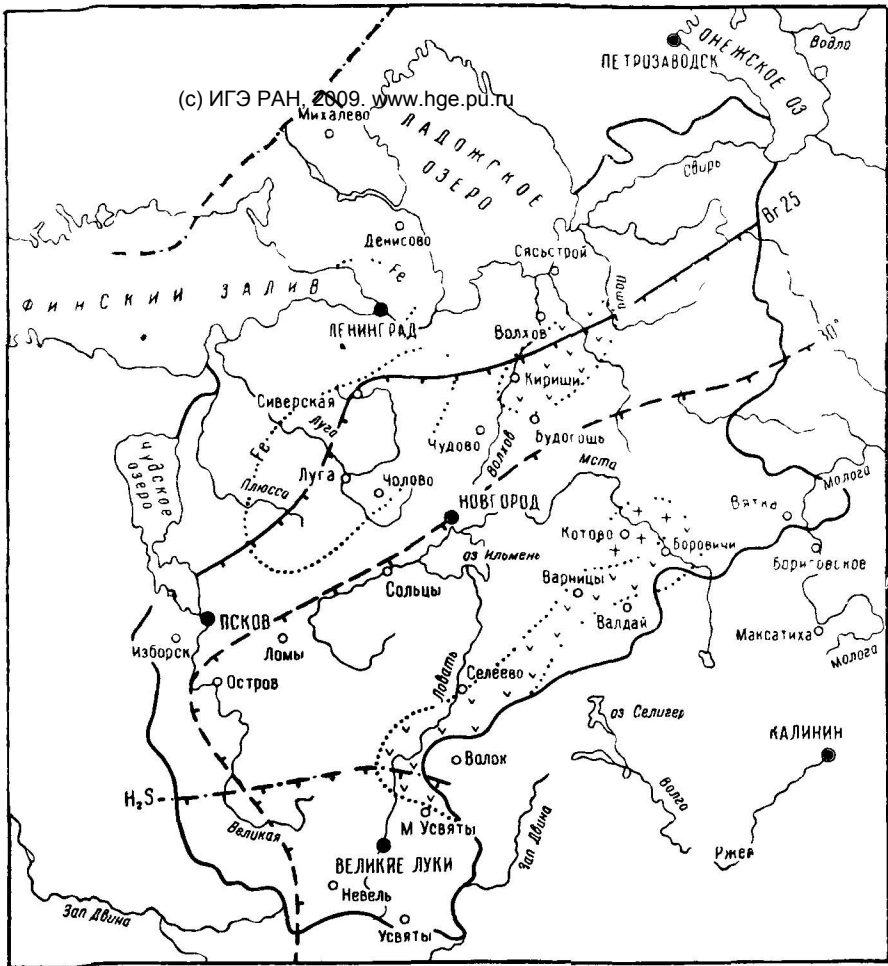 ОНЕЖСКОЕ ОЗ
Водла
ПЕТРОЗАВОДСК
(c) ИГЭ РАН, 2009. www.hge.pu.ru
Михалево
ЛАДОЖСКОЕ
ОЗЕРО
Свирь
Br 25
Денисово
Fe
Сясьстрой
Паша
ФИНСКИЙ ЗАЛИВ
ЛЕНИНГРАД
Волхов
10°
Кириши
Сиверская
Луга
Чудово
Будогощь
Волхов
Fe
ЧУДСКОЕ
ОЗЕРО
Плюсса
Луга
Чолово
Мста
Молога
НОВГОРОД
Вятка
Котово
Боровичи
оз Ильмень
Сольцы
Варницы
Валдай
ПСКОВ
Изборск
Ломы
Максатиха
Молога
Остров
Ловать
Селеево
оз Селигер
КАЛИНИН
Волок
Волга
H₂S
Великая
М Усвяты
Зап Двина
Ржев
ВЕЛИКИЕ ЛУКИ
Невель
Зап Двина
Усвяты